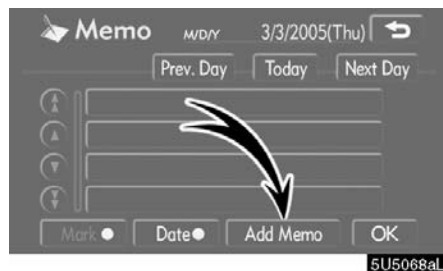 Memo M/D/Y 3/3/2005(Thu)
Prev. Day Today Next Day
Mark Date Add Memo OK
5U5068aL